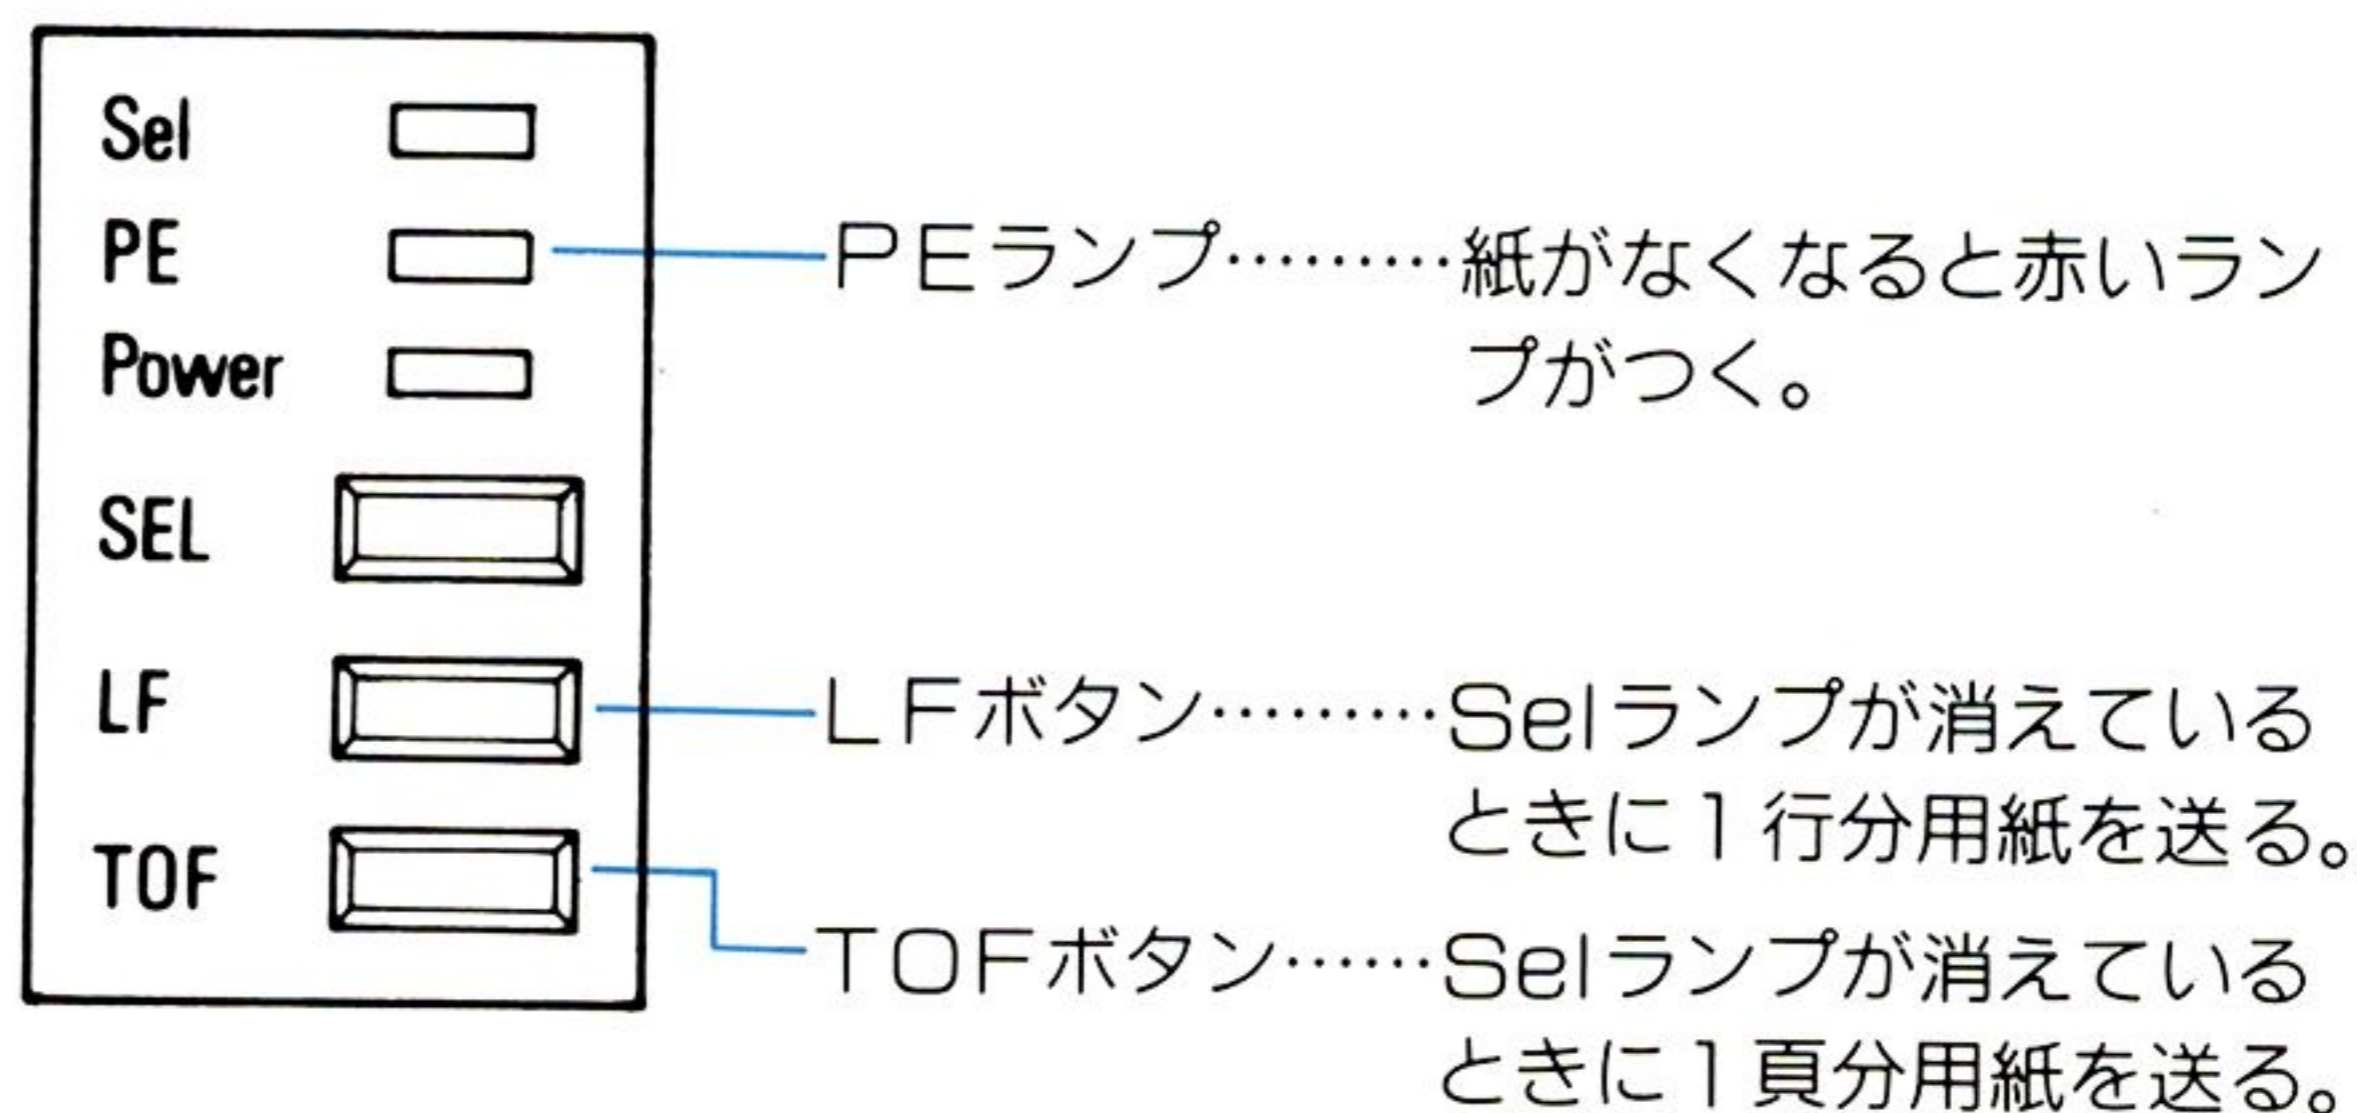 Sel
PE
PEランプ………紙がなくなると赤いラン
プがつく。
Power
SEL
LF
LFボタン………Selランプが消えている
ときに1行分用紙を送る。
TOF
TOFボタン……Selランプが消えている
ときに1頁分用紙を送る。